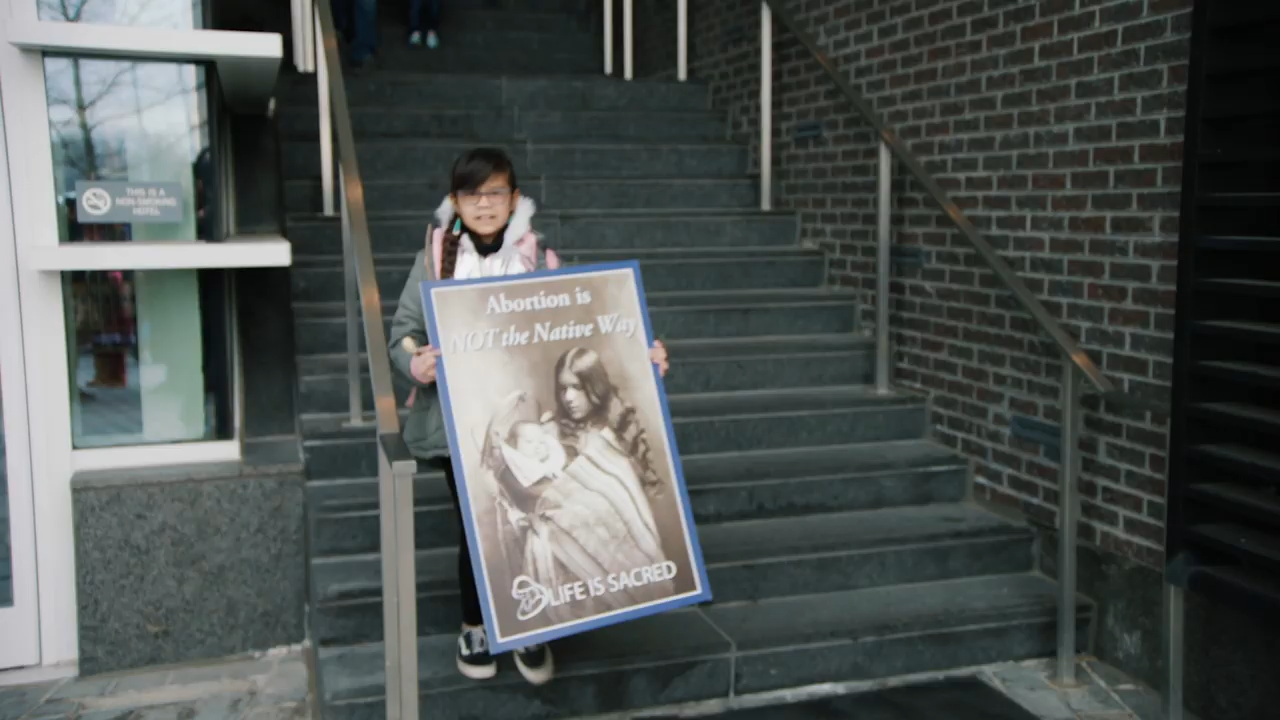 THIS IS A
NON-SMOKING
HOTEL
Abortion is
NOT the Native Way
LIFE IS SACRED